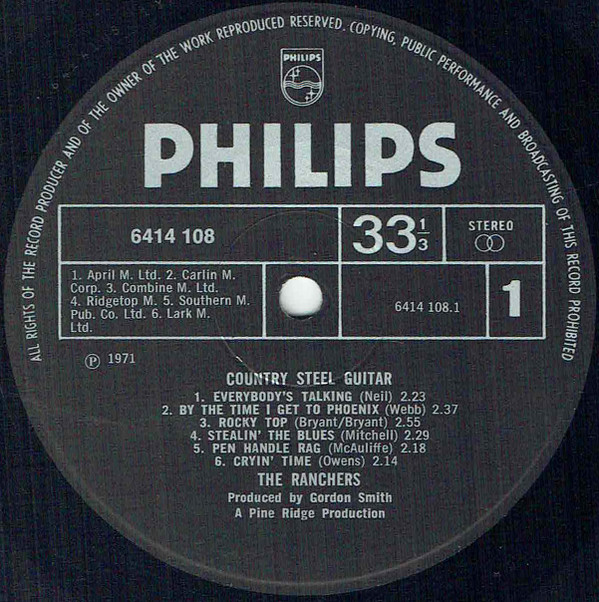 ALL RIGHTS OF THE RECORD PRODUCER AND OF THE OWNER OF THE WORK REPRODUCED RESERVED. COPYING, PUBLIC PERFORMANCE AND BROADCASTING OF THIS RECORD PROHIBITED
PHILIPS
PHILIPS
6414 108
33 1/3
STEREO
1. April M. Ltd. 2. Carlin M.
Corp. 3. Combine M. Ltd.
4. Ridgetop M. 5. Southern M.
Pub. Co. Ltd. 6. Lark M.
Ltd.
6414 108.1
1
Ⓟ 1971
COUNTRY STEEL GUITAR
1. EVERYBODY'S TALKING (Neil) 2.23
2. BY THE TIME I GET TO PHOENIX (Webb) 2.37
3. ROCKY TOP (Bryant/Bryant) 2.55
4. STEALIN' THE BLUES (Mitchell) 2.29
5. PEN HANDLE RAG (McAuliffe) 2.18
6. CRYIN' TIME (Owens) 2.14
THE RANCHERS
Produced by Gordon Smith
A Pine Ridge Production